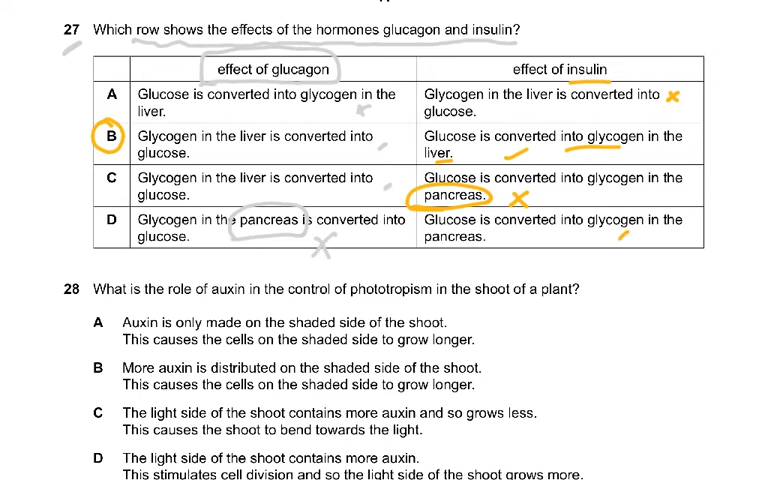 27 Which row shows the effects of the hormones glucagon and insulin?
effect of glucagon effect of insulin
A Glucose is converted into glycogen in the Glycogen in the liver is converted into
liver. glucose.
B Glycogen in the liver is converted into Glucose is converted into glycogen in the
glucose. liver.
C Glycogen in the liver is converted into Glucose is converted into glycogen in the
glucose. pancreas.
D Glycogen in the pancreas is converted into Glucose is converted into glycogen in the
glucose. pancreas.
28 What is the role of auxin in the control of phototropism in the shoot of a plant?
A Auxin is only made on the shaded side of the shoot.
This causes the cells on the shaded side to grow longer.
B More auxin is distributed on the shaded side of the shoot.
This causes the cells on the shaded side to grow longer.
C The light side of the shoot contains more auxin and so grows less.
This causes the shoot to bend towards the light.
D The light side of the shoot contains more auxin.
This stimulates cell division and so the light side of the shoot grows more.